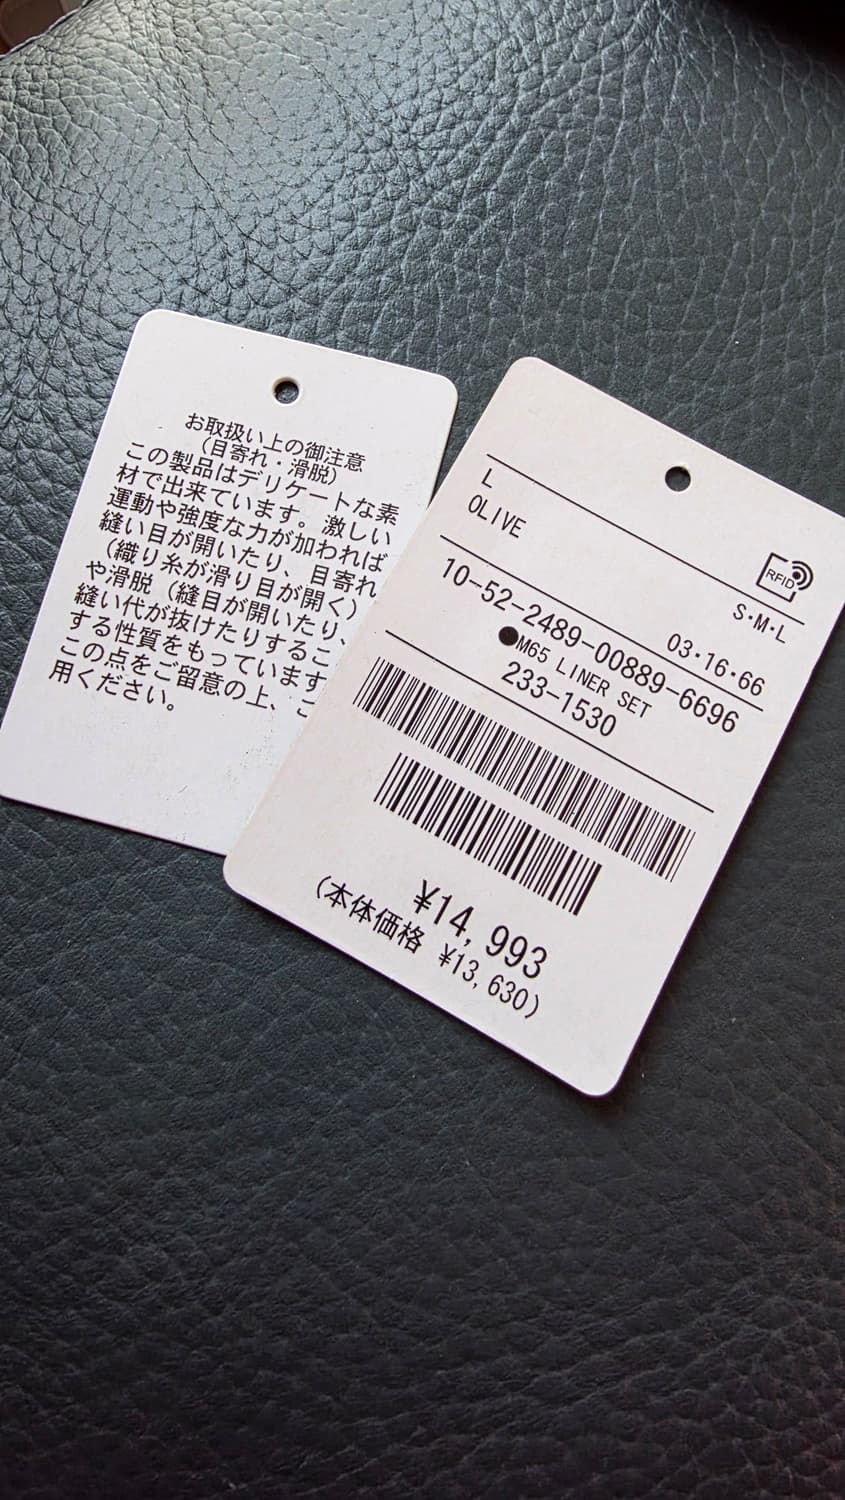 お取扱い上の御注意
（目寄れ・滑脱）
この製品はデリケートな素
材で出来ています。激しい
運動や強度な力が加われば
縫い目が開いたり、目寄れ
（織り糸が滑り目が開く）
や滑脱（縫目が開いたり、
縫い代が抜けたりするこ
する性質をもっています
この点をご留意の上、こ
用ください。
L
OLIVE
RFID
S・M・L
03・16・66
10-52-2489-00889-6696
●M65 LINER SET
233-1530
¥14,993
(本体価格 ¥13,630)